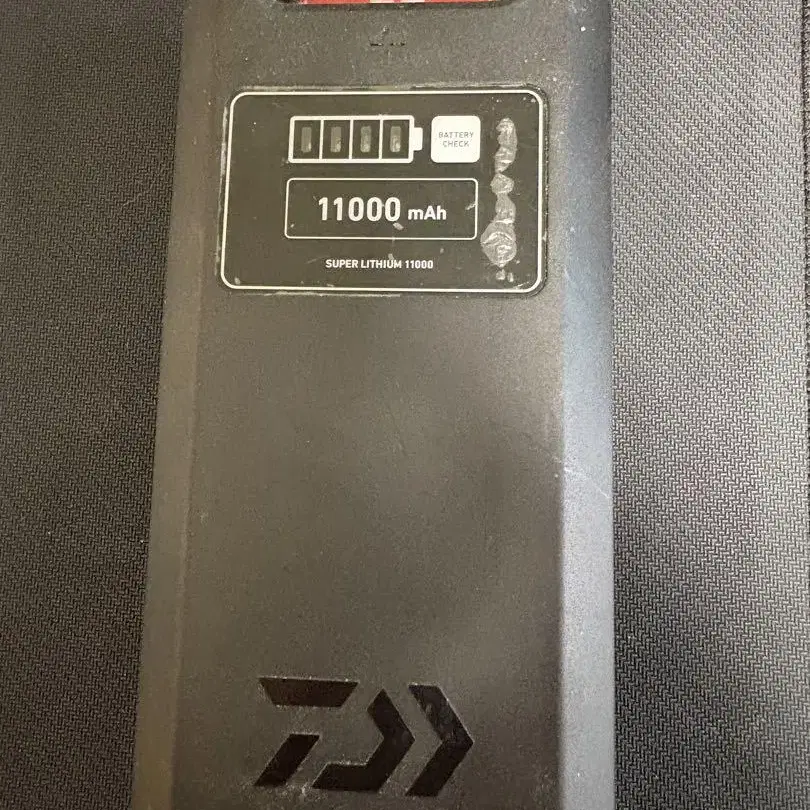 BATTERY
CHECK
11000 mAh
SUPER LITHIUM 11000